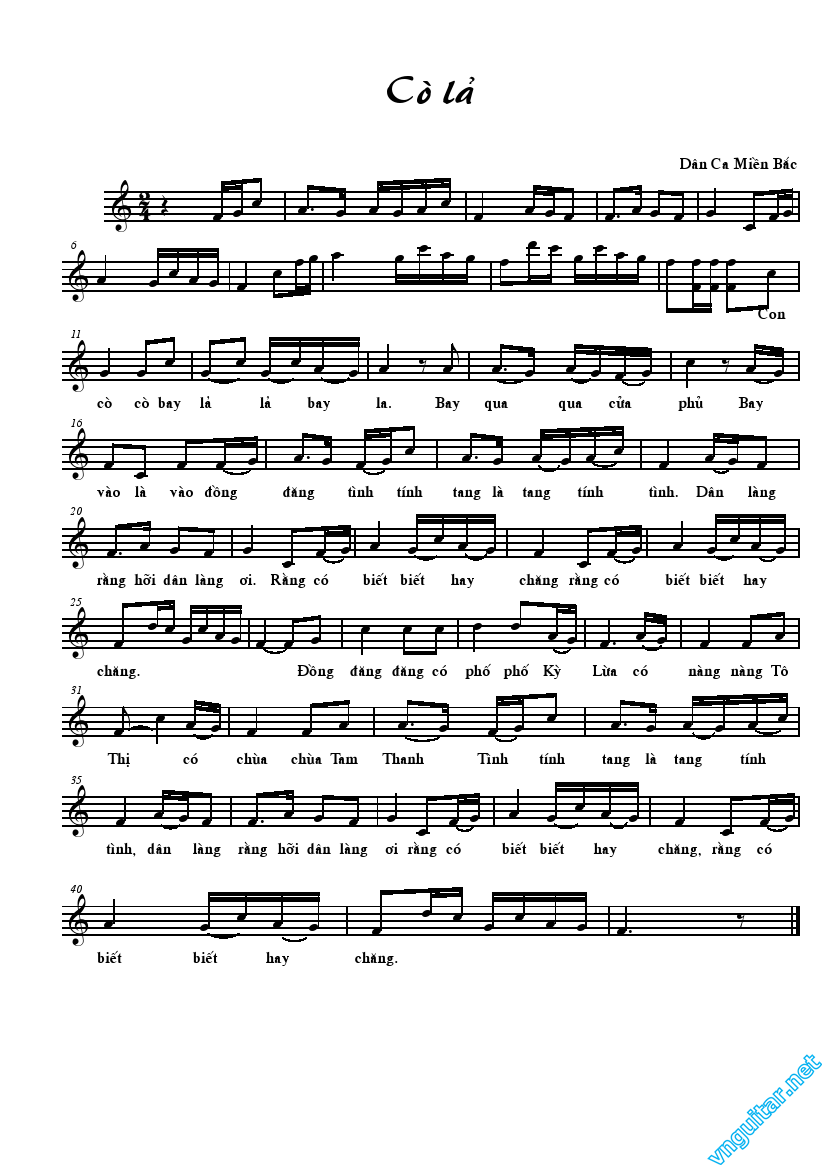 Cò lả
Dân Ca Miền Bắc
2
4
6
Con
11
cò cò bay lả lả bay la. Bay qua qua cửa phủ Bay
16
vào là vào đồng đăng tình tính tang là tang tính tình. Dân làng
20
rằng hỡi dân làng ơi. Rằng có biết biết hay chăng rằng có biết biết hay
25
chăng. Đồng đăng đăng có phố phố Kỳ Lừa có nàng nàng Tô
31
Thị có chùa chùa Tam Thanh Tình tính tang là tang tính
35
tình, dân làng rằng hỡi dân làng ơi rằng có biết biết hay chăng, rằng có
40
biết biết hay chăng.
vnguitar.net